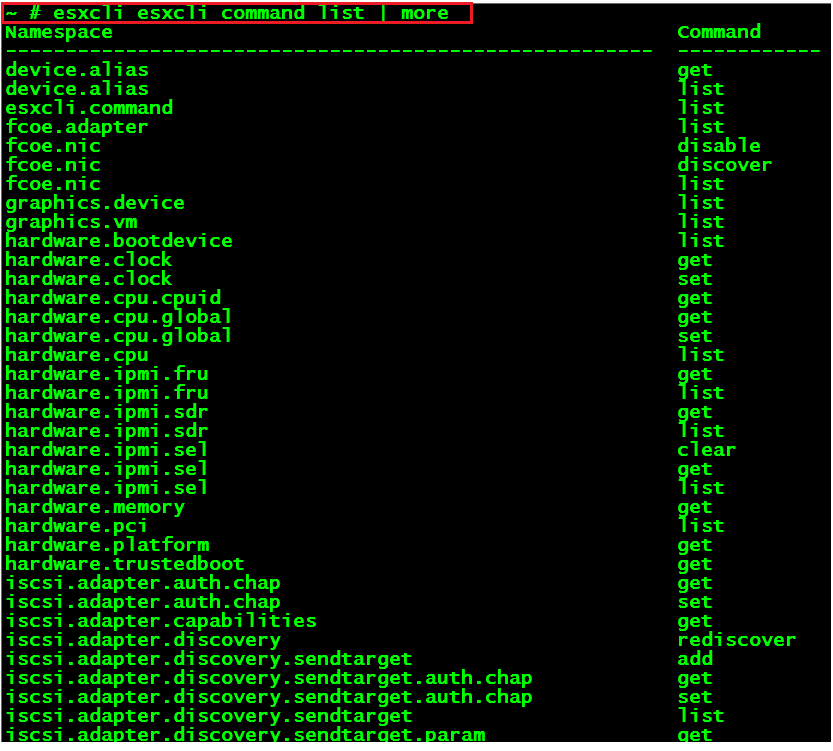 ~ # esxcli esxcli command list | more
Namespace Command
------------------------------------------------------ ------------
device.alias get
device.alias list
esxcli.command list
fcoe.adapter list
fcoe.nic disable
fcoe.nic discover
fcoe.nic list
graphics.device list
graphics.vm list
hardware.bootdevice list
hardware.clock get
hardware.clock set
hardware.cpu.cpuid get
hardware.cpu.global get
hardware.cpu.global set
hardware.cpu list
hardware.ipmi.fru get
hardware.ipmi.fru list
hardware.ipmi.sdr get
hardware.ipmi.sdr list
hardware.ipmi.sel clear
hardware.ipmi.sel get
hardware.ipmi.sel list
hardware.memory get
hardware.pci list
hardware.platform get
hardware.trustedboot get
iscsi.adapter.auth.chap get
iscsi.adapter.auth.chap set
iscsi.adapter.capabilities get
iscsi.adapter.discovery rediscover
iscsi.adapter.discovery.sendtarget add
iscsi.adapter.discovery.sendtarget.auth.chap get
iscsi.adapter.discovery.sendtarget.auth.chap set
iscsi.adapter.discovery.sendtarget list
iscsi.adapter.discovery.sendtarget.param get